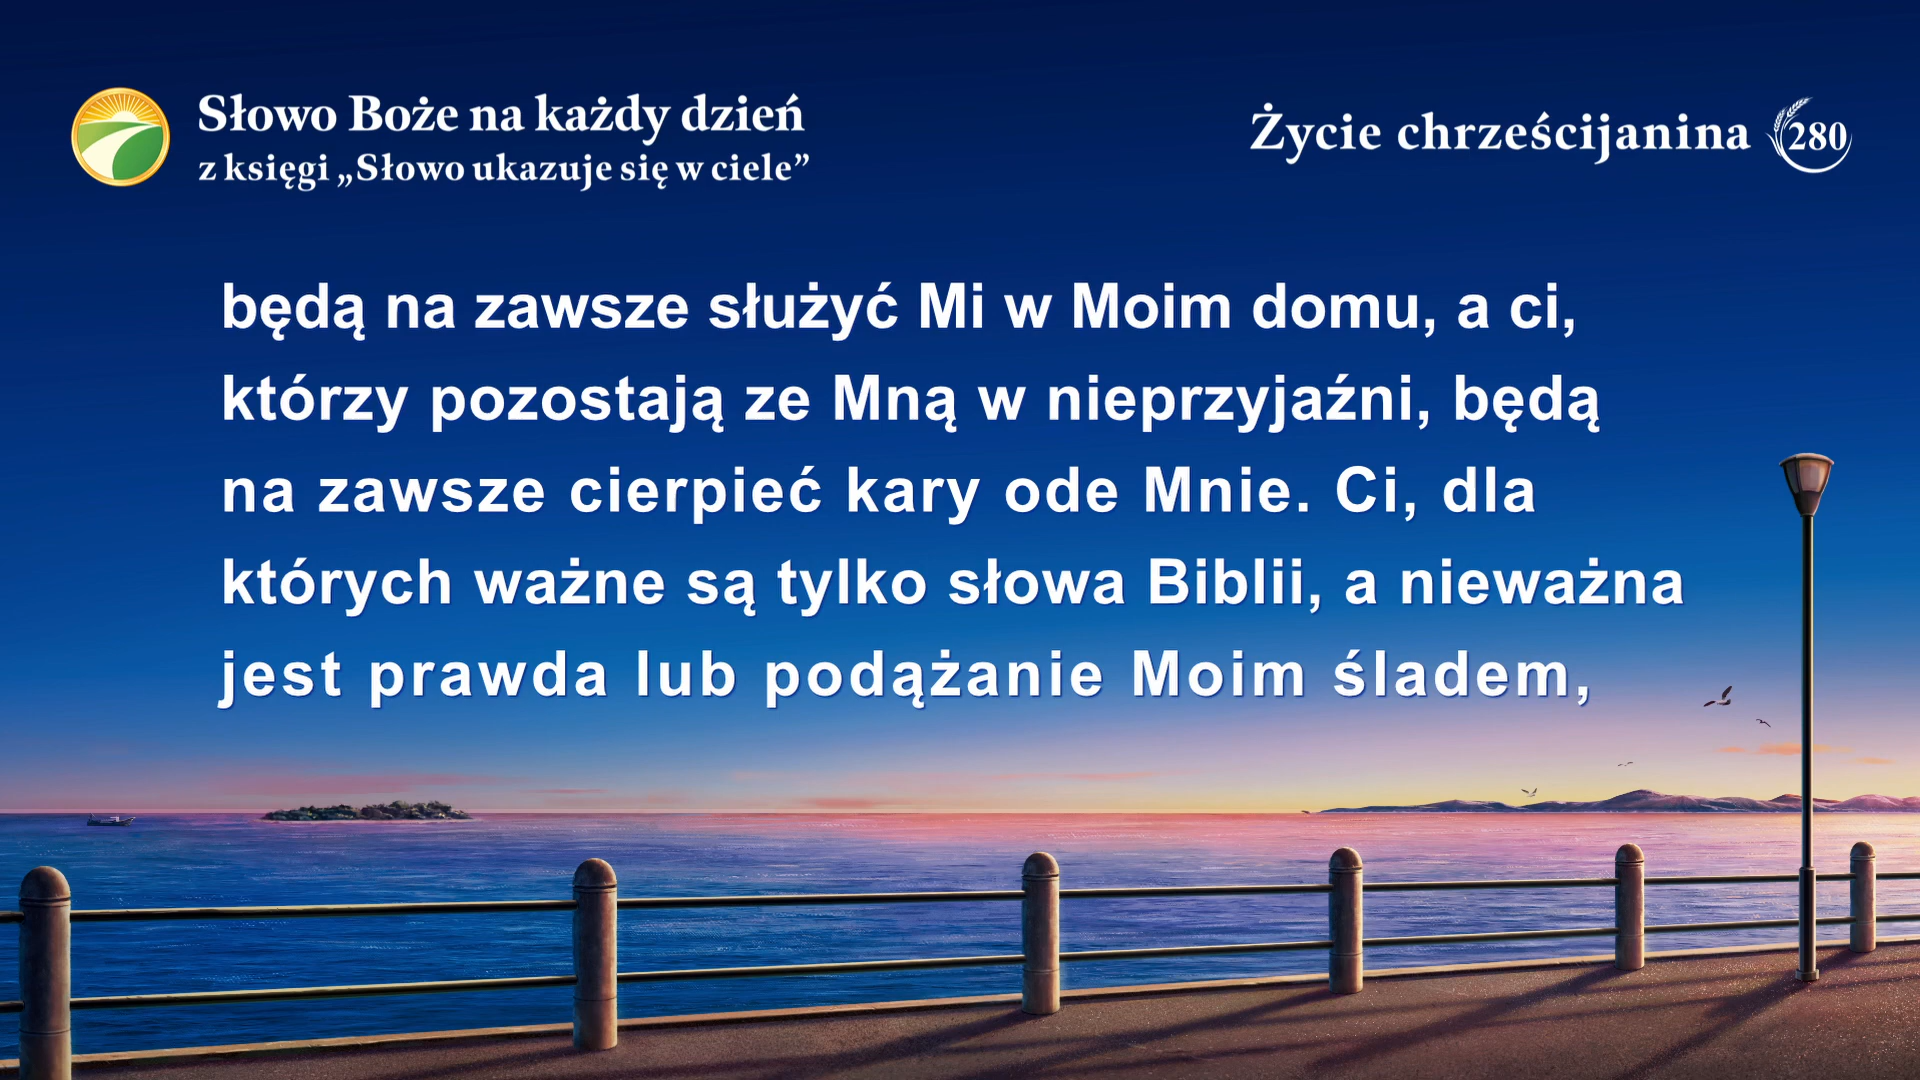 Słowo Boże na każdy dzień
z księgi „Słowo ukazuje się w ciele”
Życie chrześcijanina 280
będą na zawsze służyć Mi w Moim domu, a ci,
którzy pozostają ze Mną w nieprzyjaźni, będą
na zawsze cierpieć kary ode Mnie. Ci, dla
których ważne są tylko słowa Biblii, a nieważna
jest prawda lub podążanie Moim śladem,